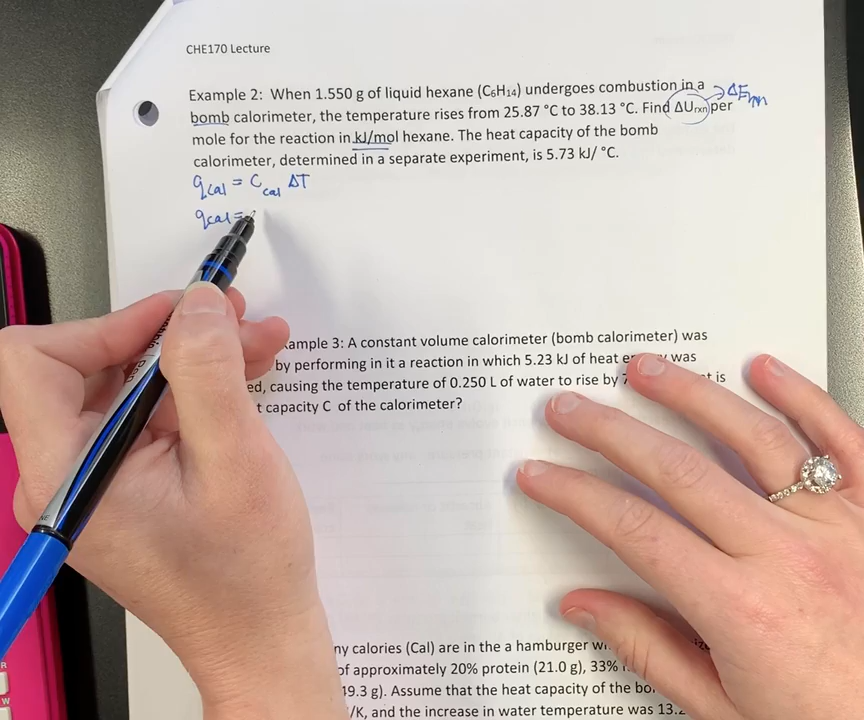 CHE170 Lecture
Example 2: When 1.550 g of liquid hexane (C₆H₁₄) undergoes combustion in a
bomb calorimeter, the temperature rises from 25.87 °C to 38.13 °C. Find ΔUrxn per
ΔErxn
mole for the reaction in kJ/mol hexane. The heat capacity of the bomb
calorimeter, determined in a separate experiment, is 5.73 kJ/ °C.
qcal = Ccal ΔT
qcal =
ample 3: A constant volume calorimeter (bomb calorimeter) was
by performing in it a reaction in which 5.23 kJ of heat was
ed, causing the temperature of 0.250 L of water to rise by is
t capacity C of the calorimeter?
ny calories (Cal) are in the a hamburger
of approximately 20% protein (21.0 g), 33%
19.3 g). Assume that the heat capacity of the
/K, and the increase in water temperature was 13.2